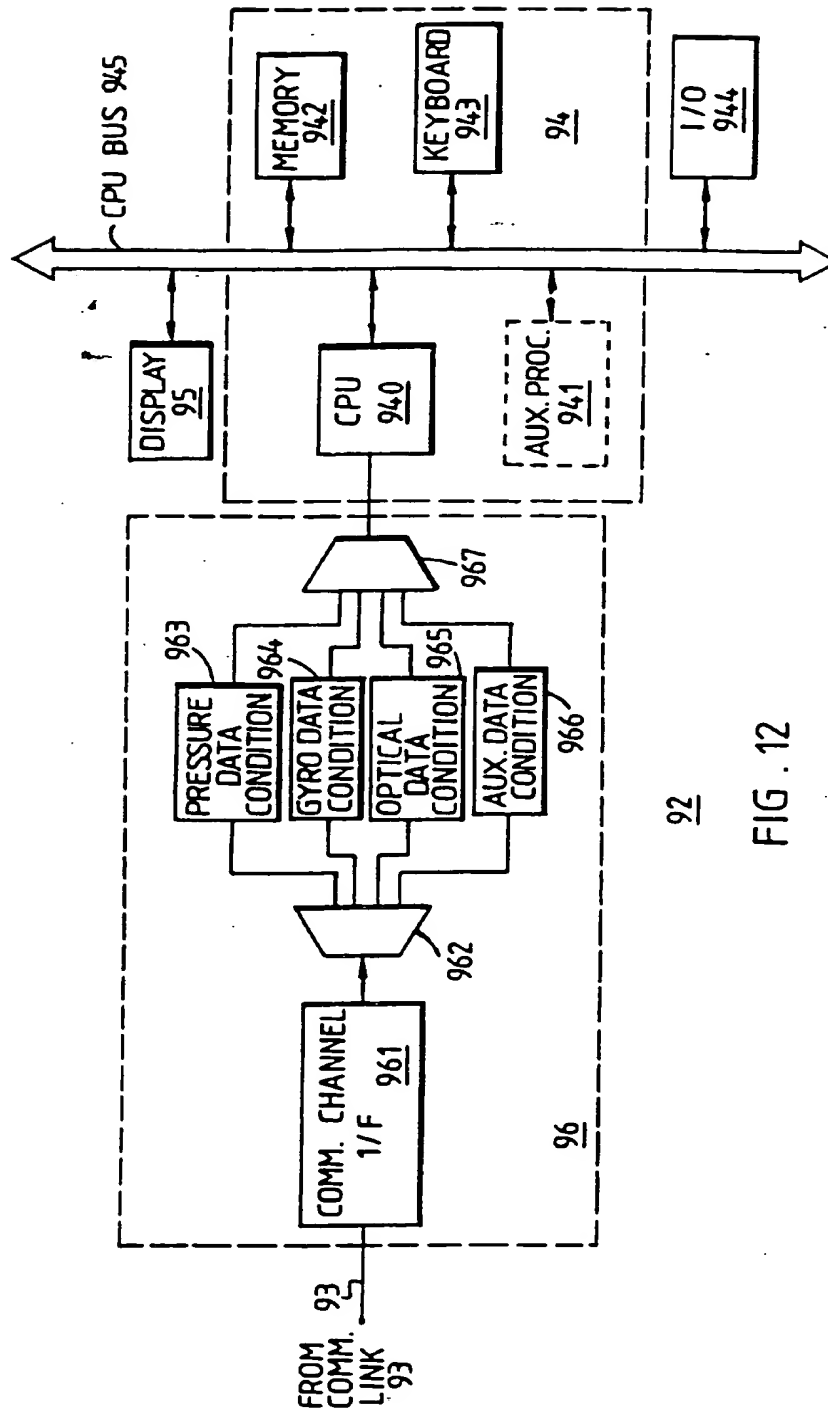 FROM
COMM.
LINK
93
93
COMM. CHANNEL
1/F
961
96
962
PRESSURE
DATA
CONDITION
963
GYRO DATA
CONDITION
964
OPTICAL
DATA
CONDITION
965
AUX. DATA
CONDITION
966
967
DISPLAY
95
CPU
940
AUX. PROC.
941
CPU BUS 945
MEMORY
942
KEYBOARD
943
94
I/O
944
92
FIG. 12